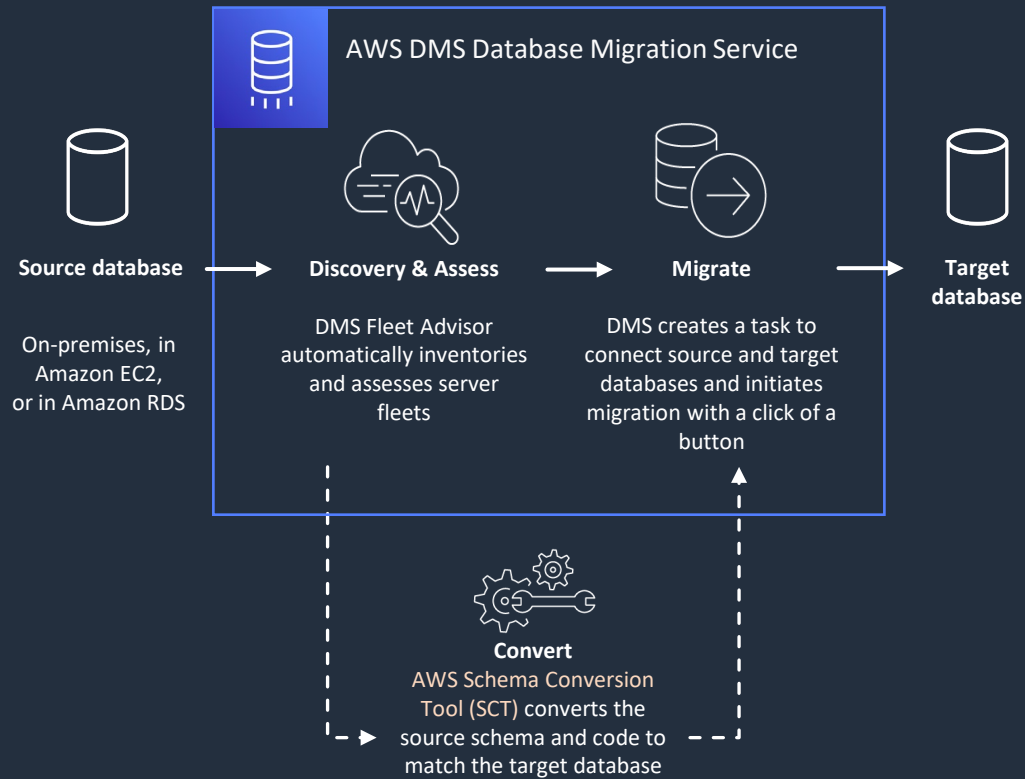 AWS DMS Database Migration Service
Source database
On-premises, in
Amazon EC2,
or in Amazon RDS
Discovery & Assess
DMS Fleet Advisor
automatically inventories
and assesses server
fleets
Migrate
DMS creates a task to
connect source and target
databases and initiates
migration with a click of a
button
Target
database
Convert
AWS Schema Conversion
Tool (SCT) converts the
source schema and code to
match the target database